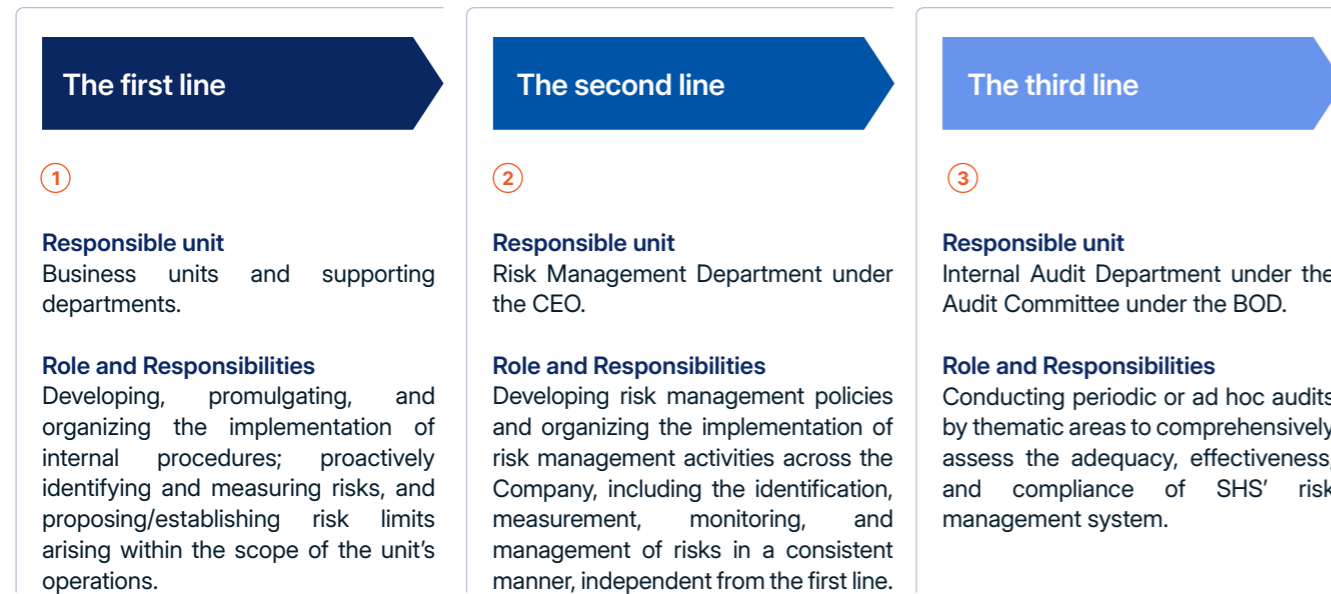 The first line
1
Responsible unit
Business units and supporting
departments.
Role and Responsibilities
Developing, promulgating, and
organizing the implementation of
internal procedures; proactively
identifying and measuring risks, and
proposing/establishing risk limits
arising within the scope of the unit’s
operations.
The second line
2
Responsible unit
Risk Management Department under
the CEO.
Role and Responsibilities
Developing risk management policies
and organizing the implementation of
risk management activities across the
Company, including the identification,
measurement, monitoring, and
management of risks in a consistent
manner, independent from the first line.
The third line
3
Responsible unit
Internal Audit Department under the
Audit Committee under the BOD.
Role and Responsibilities
Conducting periodic or ad hoc audits
by thematic areas to comprehensively
assess the adequacy, effectiveness,
and compliance of SHS’ risk
management system.